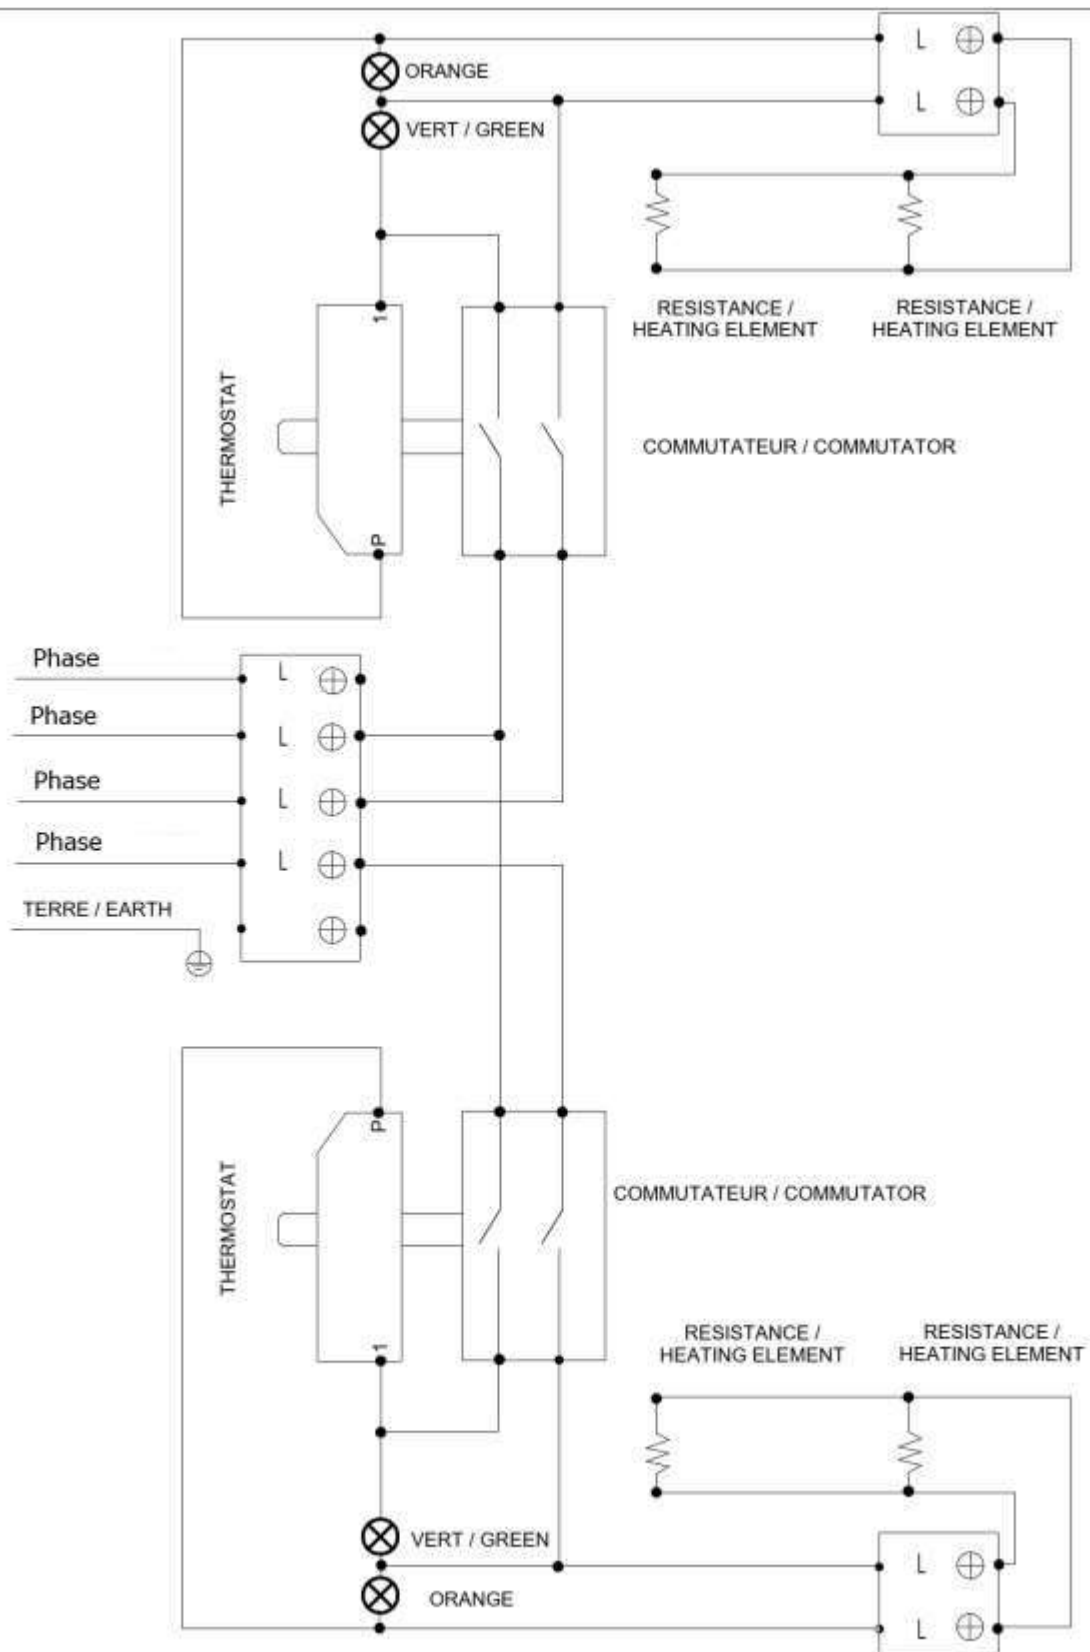 L
ORANGE
L
VERT / GREEN
RESISTANCE /
HEATING ELEMENT
RESISTANCE /
HEATING ELEMENT
1
THERMOSTAT
COMMUTATEUR / COMMUTATOR
P
Phase
L
Phase
L
Phase
L
Phase
L
TERRE / EARTH
P
THERMOSTAT
COMMUTATEUR / COMMUTATOR
1
RESISTANCE /
HEATING ELEMENT
RESISTANCE /
HEATING ELEMENT
VERT / GREEN
L
ORANGE
L